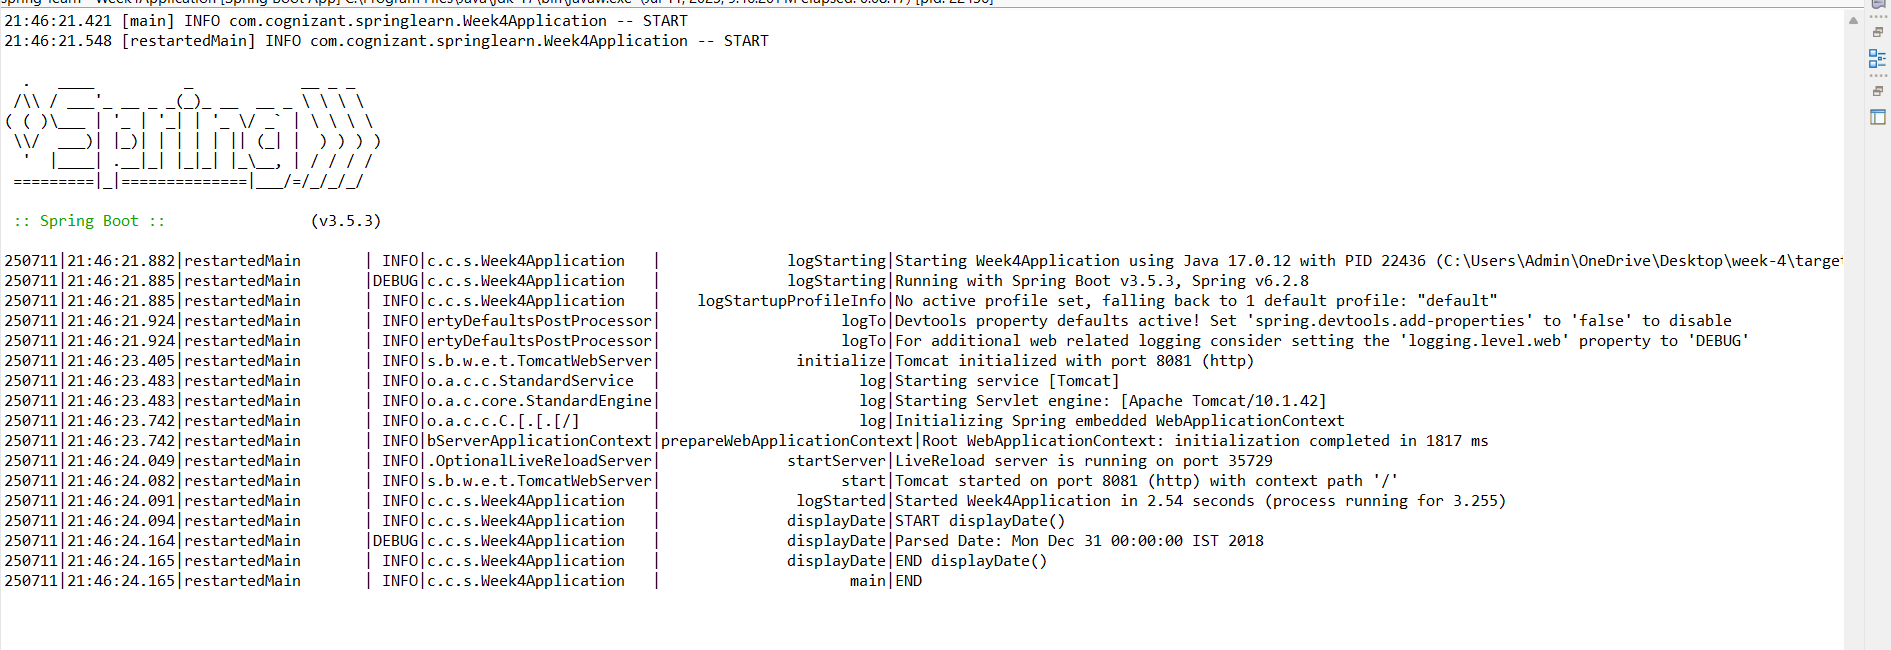 21:46:21.421 [main] INFO com.cognizant.springlearn.Week4Application -- START
21:46:21.548 [restartedMain] INFO com.cognizant.springlearn.Week4Application -- START
:: Spring Boot ::                (v3.5.3)
250711|21:46:21.882|restartedMain       | INFO|c.c.s.Week4Application   |              logStarting|Starting Week4Application using Java 17.0.12 with PID 22436 (C:\Users\Admin\OneDrive\Desktop\week-4\target
250711|21:46:21.885|restartedMain       |DEBUG|c.c.s.Week4Application   |              logStarting|Running with Spring Boot v3.5.3, Spring v6.2.8
250711|21:46:21.885|restartedMain       | INFO|c.c.s.Week4Application   |    logStartupProfileInfo|No active profile set, falling back to 1 default profile: "default"
250711|21:46:21.924|restartedMain       | INFO|ertyDefaultsPostProcessor|                    logTo|Devtools property defaults active! Set 'spring.devtools.add-properties' to 'false' to disable
250711|21:46:21.924|restartedMain       | INFO|ertyDefaultsPostProcessor|                    logTo|For additional web related logging consider setting the 'logging.level.web' property to 'DEBUG'
250711|21:46:23.405|restartedMain       | INFO|s.b.w.e.t.TomcatWebServer|               initialize|Tomcat initialized with port 8081 (http)
250711|21:46:23.483|restartedMain       | INFO|o.a.c.c.StandardService  |                      log|Starting service [Tomcat]
250711|21:46:23.483|restartedMain       | INFO|o.a.c.core.StandardEngine|                      log|Starting Servlet engine: [Apache Tomcat/10.1.42]
250711|21:46:23.742|restartedMain       | INFO|o.a.c.c.C.[.[.[/]        |                      log|Initializing Spring embedded WebApplicationContext
250711|21:46:23.742|restartedMain       | INFO|bServerApplicationContext|prepareWebApplicationContext|Root WebApplicationContext: initialization completed in 1817 ms
250711|21:46:24.049|restartedMain       | INFO|.OptionalLiveReloadServer|              startServer|LiveReload server is running on port 35729
250711|21:46:24.082|restartedMain       | INFO|s.b.w.e.t.TomcatWebServer|                    start|Tomcat started on port 8081 (http) with context path '/'
250711|21:46:24.091|restartedMain       | INFO|c.c.s.Week4Application   |               logStarted|Started Week4Application in 2.54 seconds (process running for 3.255)
250711|21:46:24.094|restartedMain       | INFO|c.c.s.Week4Application   |              displayDate|START displayDate()
250711|21:46:24.164|restartedMain       |DEBUG|c.c.s.Week4Application   |              displayDate|Parsed Date: Mon Dec 31 00:00:00 IST 2018
250711|21:46:24.165|restartedMain       | INFO|c.c.s.Week4Application   |              displayDate|END displayDate()
250711|21:46:24.165|restartedMain       | INFO|c.c.s.Week4Application   |                     main|END